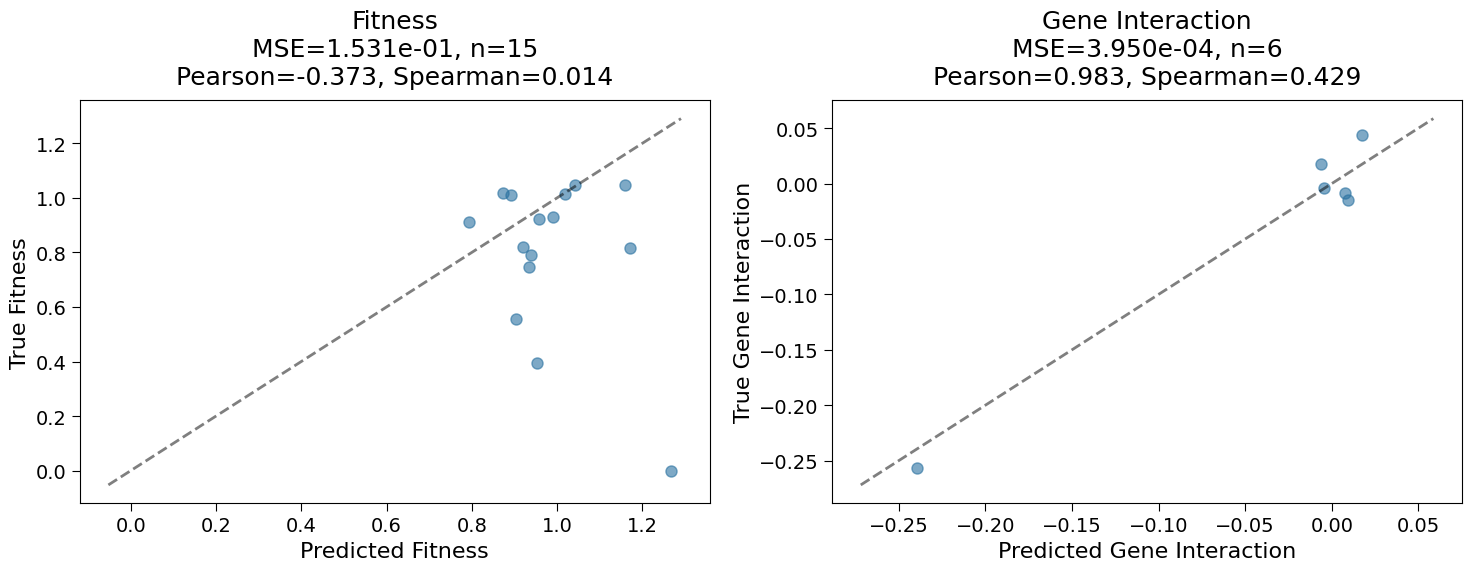 Fitness
MSE=1.531e-01, n=15
Pearson=-0.373, Spearman=0.014
True Fitness
1.2
1.0
0.8
0.6
0.4
0.2
0.0
0.0 0.2 0.4 0.6 0.8 1.0 1.2
Predicted Fitness
Gene Interaction
MSE=3.950e-04, n=6
Pearson=0.983, Spearman=0.429
True Gene Interaction
0.05
0.00
−0.05
−0.10
−0.15
−0.20
−0.25
−0.25 −0.20 −0.15 −0.10 −0.05 0.00 0.05
Predicted Gene Interaction